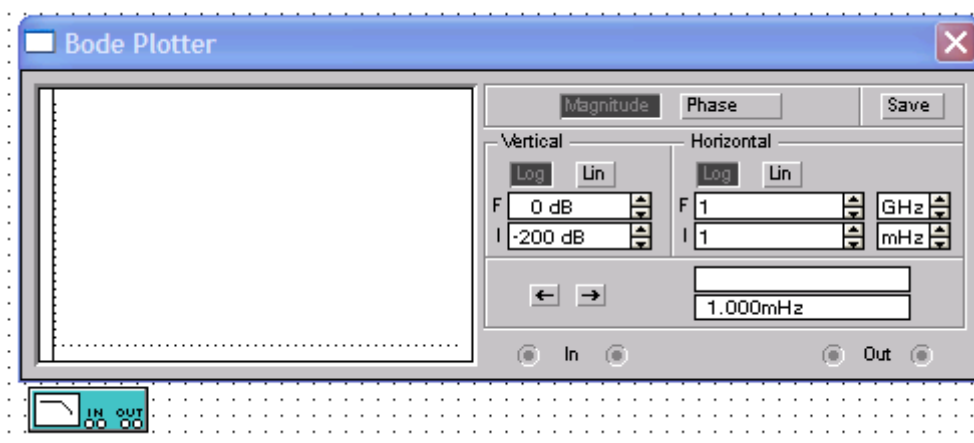 Bode Plotter
Magnitude Phase Save
Vertical Horizontal
Log Lin Log Lin
F 0 dB F 1 GHz
I -200 dB I 1 mHz
← →
1.000mHz
In Out
IN OUT